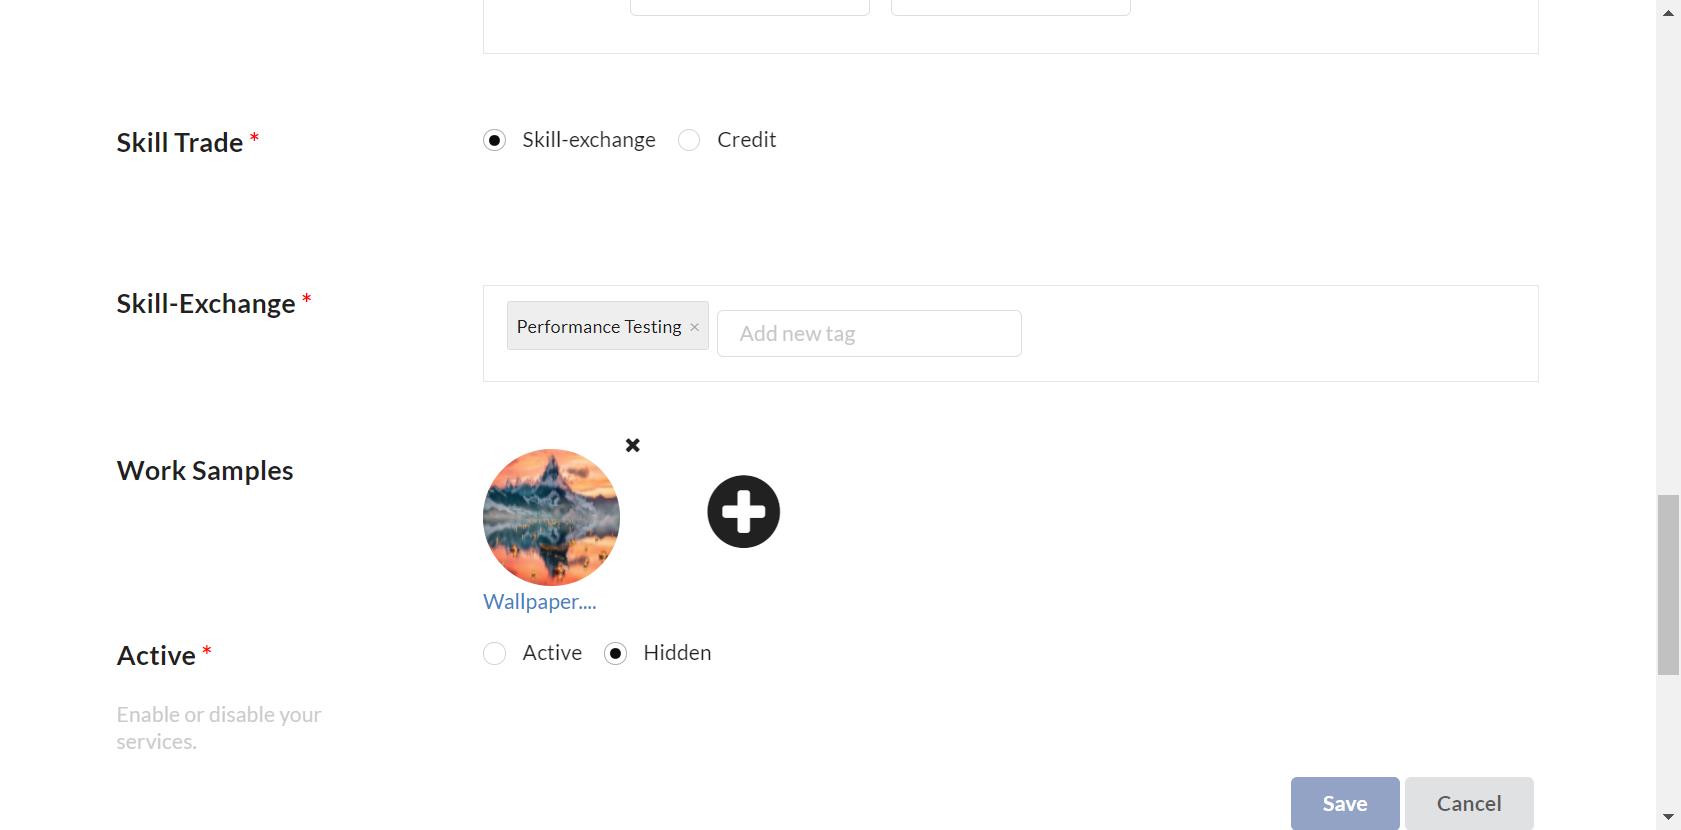 Skill Trade *
Skill-exchange
Credit
Skill-Exchange *
Performance Testing ×
Add new tag
Work Samples
Wallpaper....
Active *
Active
Hidden
Enable or disable your
services.
Save
Cancel